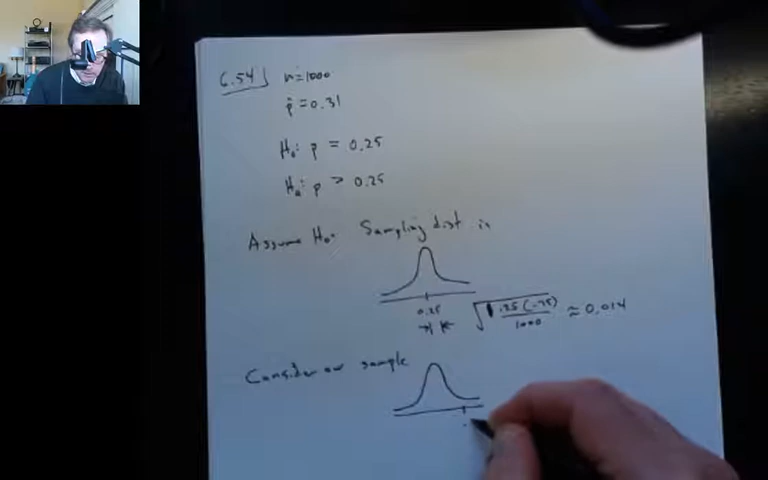 6.54 n=1000
p̂ = 0.31
H₀: p = 0.25
Hₐ: p > 0.25
Assume H₀. Sampling dist is
0.25
√ .25(.75) / 1000 ≈ 0.014
Consider our sample